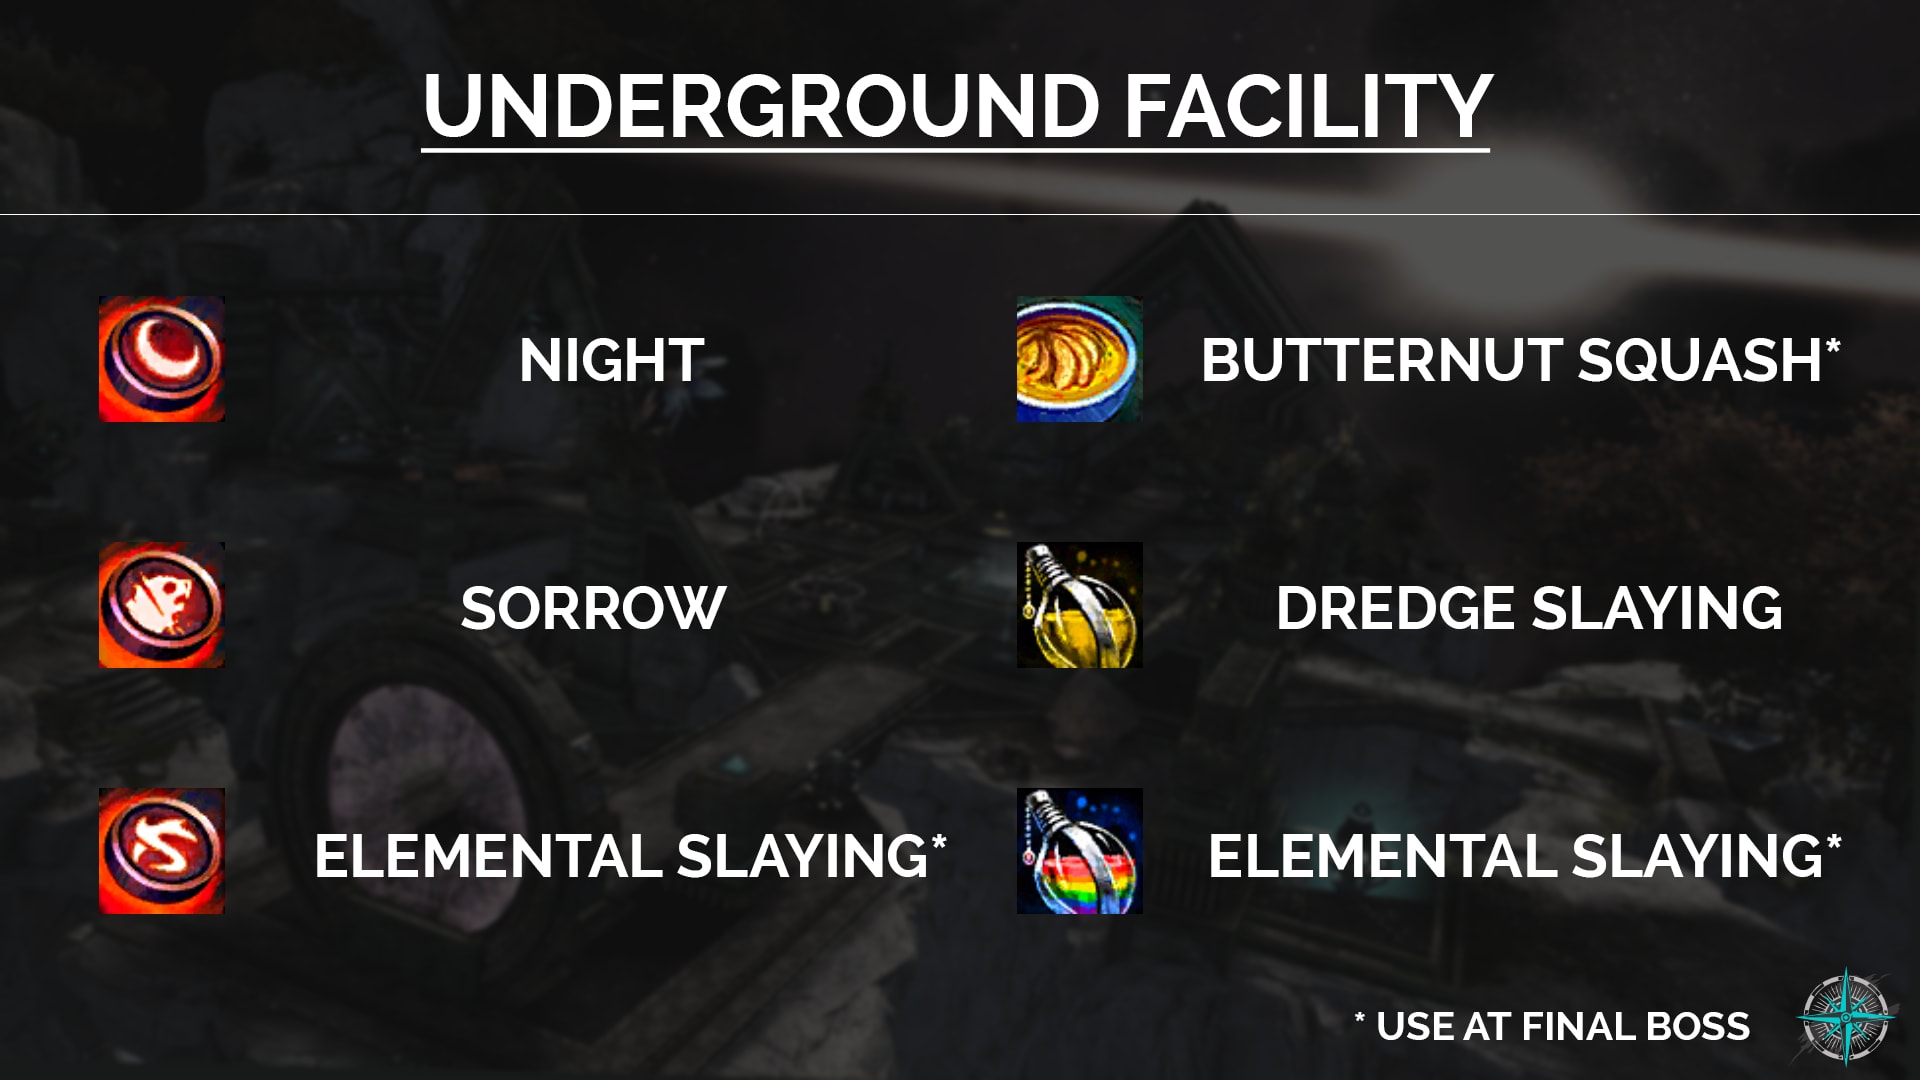 UNDERGROUND FACILITY
NIGHT
BUTTERNUT SQUASH*
SORROW
DREDGE SLAYING
ELEMENTAL SLAYING*
ELEMENTAL SLAYING*
* USE AT FINAL BOSS